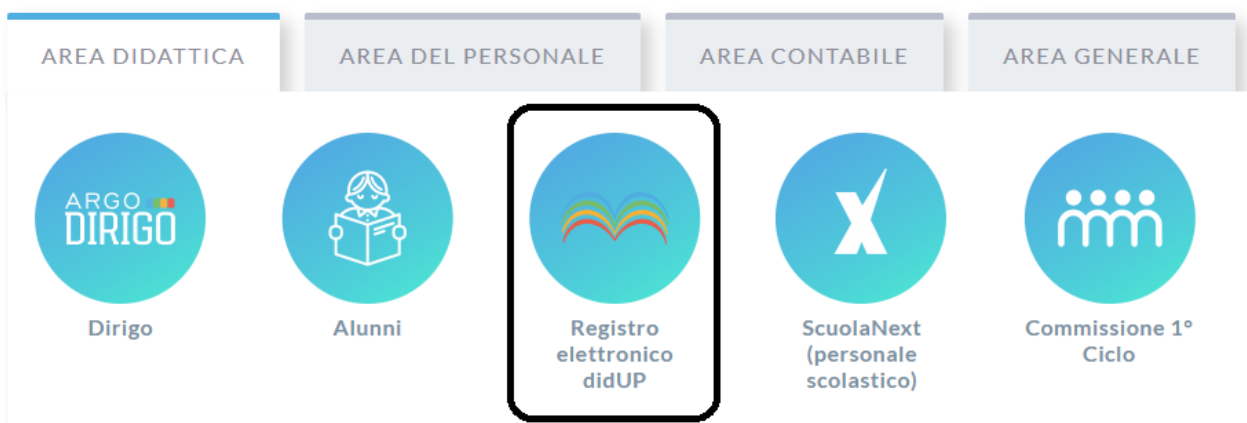 AREA DIDATTICA
AREA DEL PERSONALE
AREA CONTABILE
AREA GENERALE
ARGO
DIRIGO
Dirigo
Alunni
Registro
elettronico
didUP
ScuolaNext
(personale
scolastico)
Commissione 1°
Ciclo